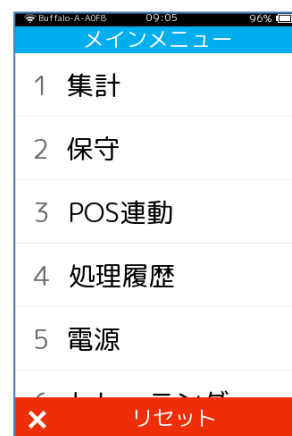 Buffalo-A-A0F8 09:05 96%
メインメニュー
1 集計
2 保守
3 POS連動
4 処理履歴
5 電源
× リセット